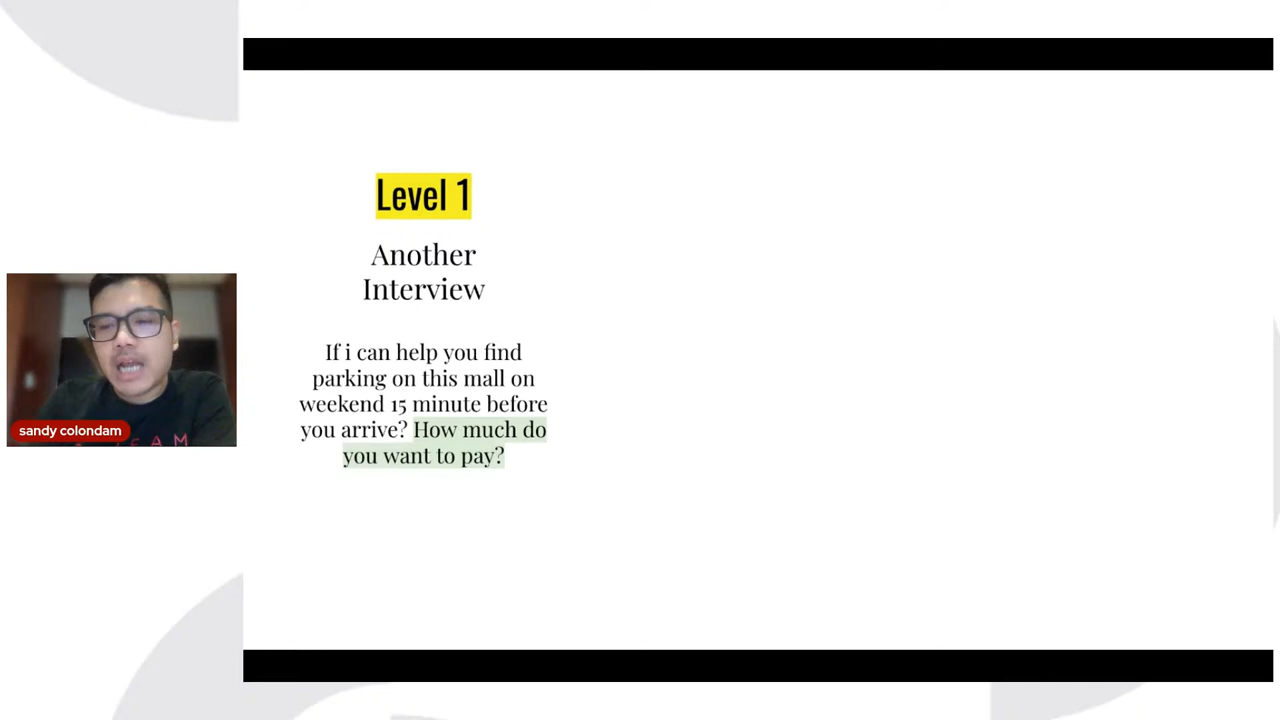 Level 1
Another
Interview
If i can help you find
parking on this mall on
weekend 15 minute before
you arrive? How much do
you want to pay?
sandy colondam
EAM